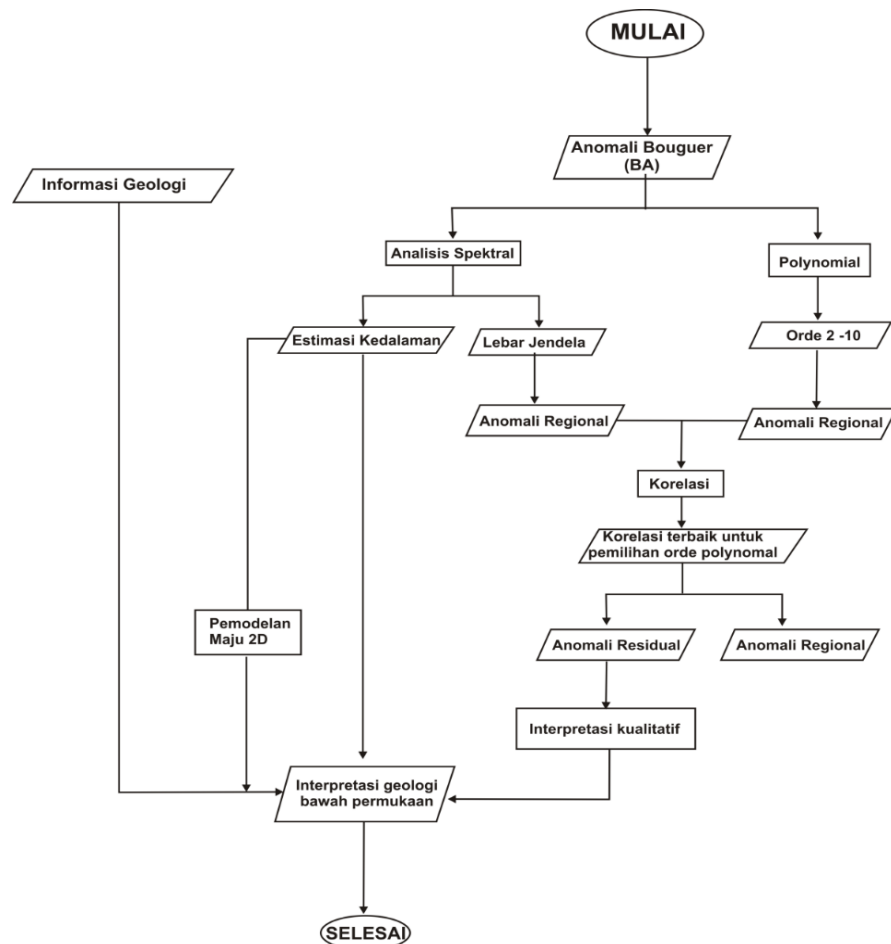 MULAI
Anomali Bouguer
(BA)
Informasi Geologi
Analisis Spektral
Polynomial
Estimasi Kedalaman
Lebar Jendela
Orde 2 -10
Anomali Regional
Anomali Regional
Korelasi
Korelasi terbaik untuk
pemilihan orde polynomal
Pemodelan
Maju 2D
Anomali Residual
Anomali Regional
Interpretasi kualitatif
Interpretasi geologi
bawah permukaan
SELESAI